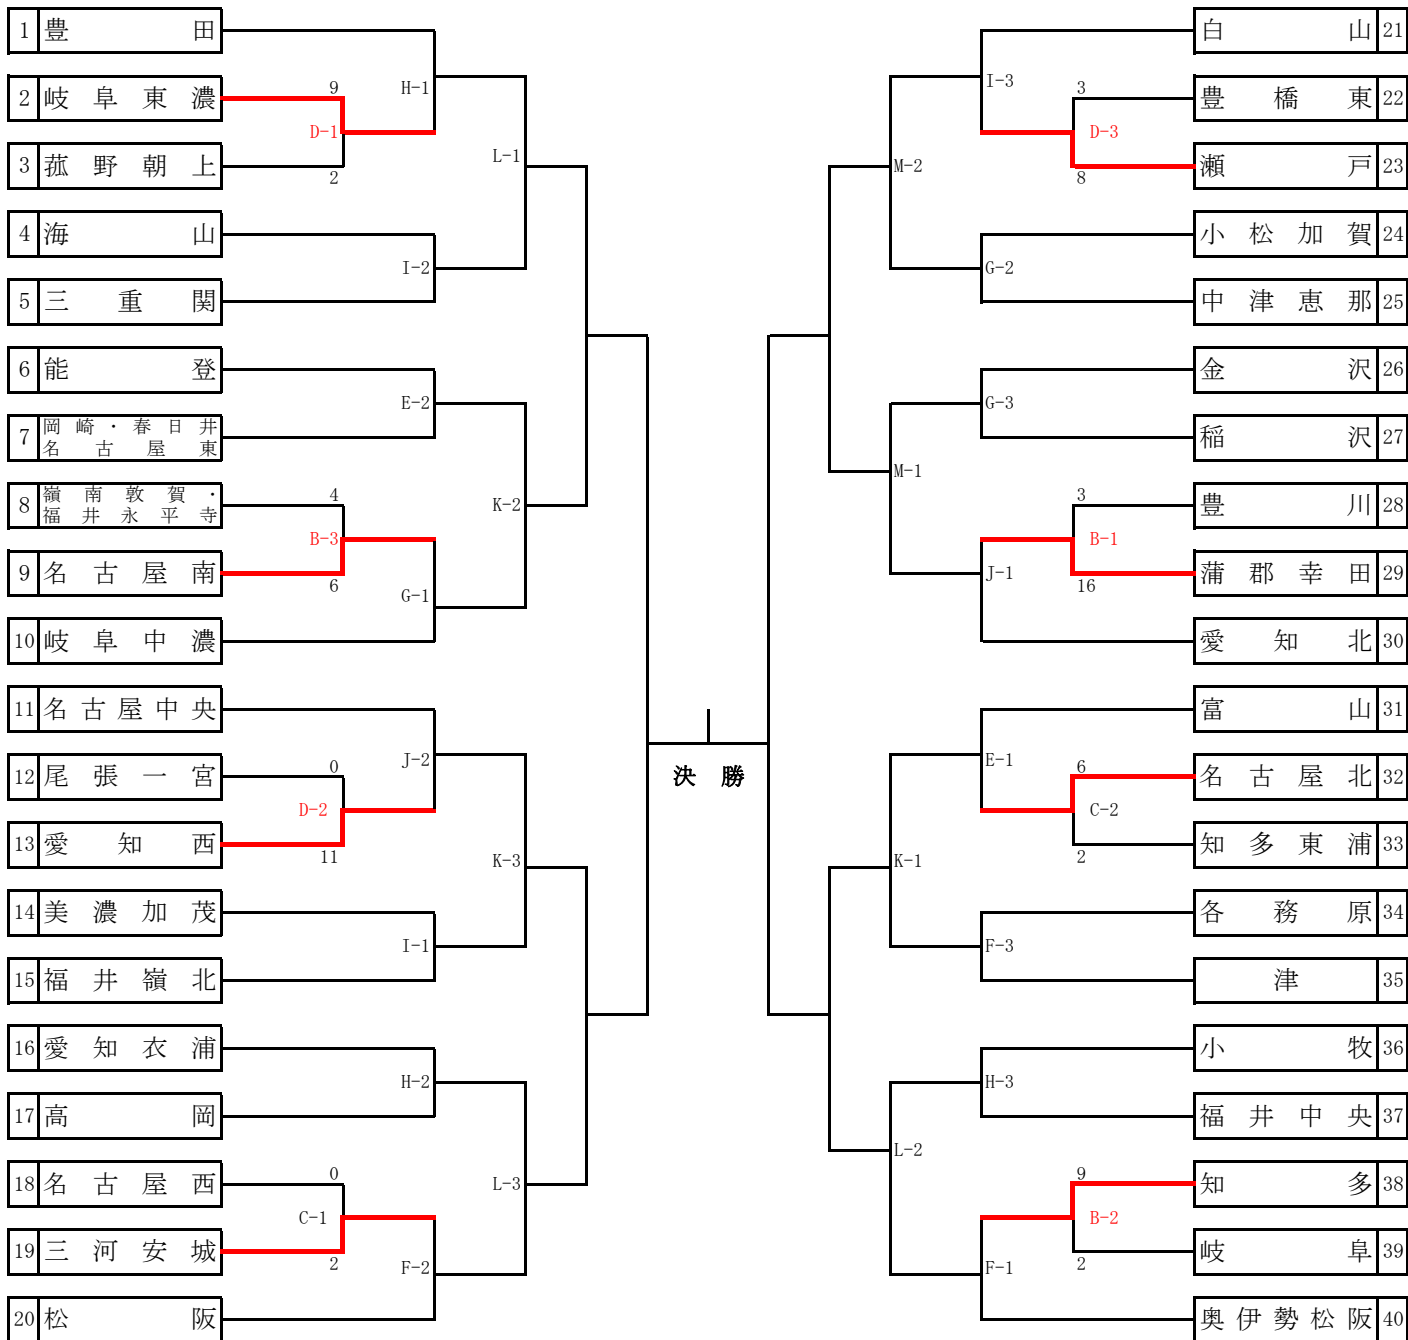 1 豊田
2 岐阜東濃
3 菰野朝上
4 海山
5 三重関
6 能登
7 岡崎・春日井
名古屋東
8 嶺南敦賀・
福井永平寺
9 名古屋南
10 岐阜中濃
11 名古屋中央
12 尾張一宮
13 愛知西
14 美濃加茂
15 福井嶺北
16 愛知衣浦
17 高岡
18 名古屋西
19 三河安城
20 松阪
9
D-1
2
4
B-3
6
0
D-2
11
0
C-1
2
H-1
I-2
E-2
G-1
J-2
I-1
H-2
F-2
L-1
K-2
K-3
L-3
決勝
M-2
M-1
K-1
L-2
I-3
G-2
G-3
J-1
E-1
F-3
H-3
F-1
3
D-3
8
3
B-1
16
6
C-2
2
9
B-2
2
白山 21
豊橋東 22
瀬戸 23
小松加賀 24
中津恵那 25
金沢 26
稲沢 27
豊川 28
蒲郡幸田 29
愛知北 30
富山 31
名古屋北 32
知多東浦 33
各務原 34
津 35
小牧 36
福井中央 37
知多 38
岐阜 39
奥伊勢松阪 40